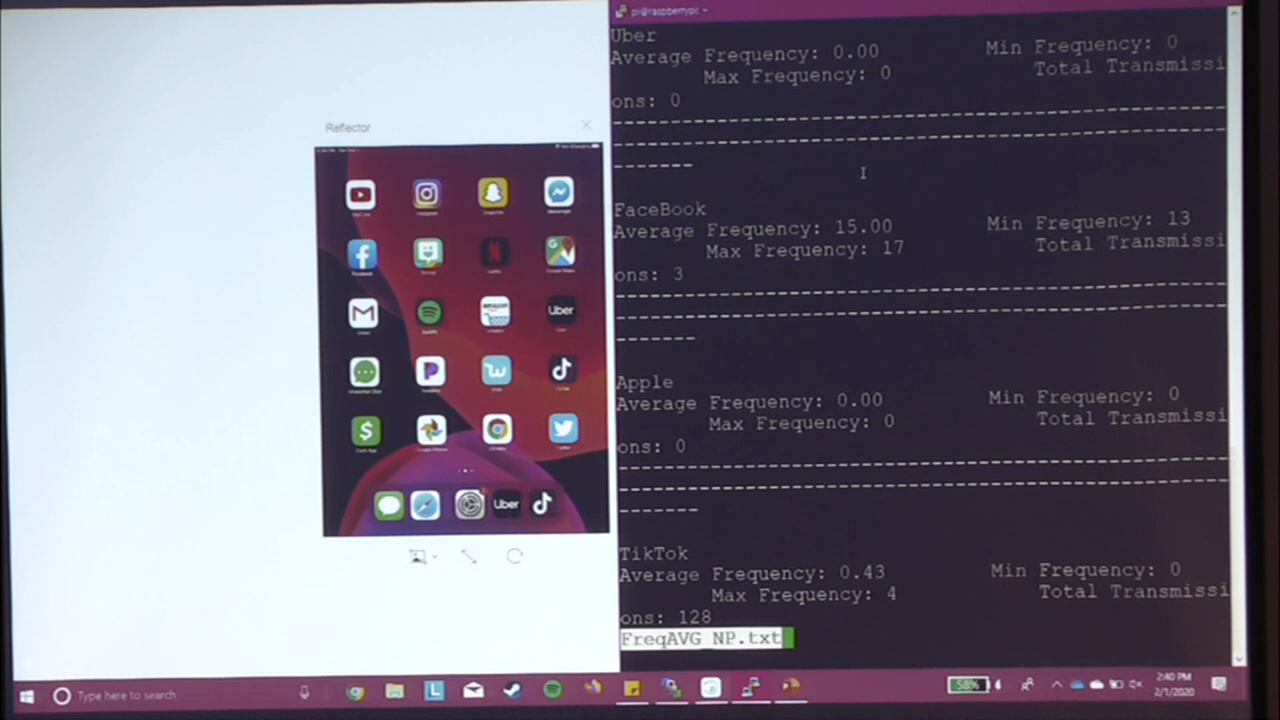 Reflector
Uber
Uber
pi@raspberrypi: ~
Uber
Average Frequency: 0.00 Min Frequency: 0
Max Frequency: 0 Total Transmissi
ons: 0
--------------------------------------------------------------------------------
--------------------------------------------------------------------------------
-------
FaceBook
Average Frequency: 15.00 Min Frequency: 13
Max Frequency: 17 Total Transmissi
ons: 3
--------------------------------------------------------------------------------
--------------------------------------------------------------------------------
-------
Apple
Average Frequency: 0.00 Min Frequency: 0
Max Frequency: 0 Total Transmissi
ons: 0
--------------------------------------------------------------------------------
--------------------------------------------------------------------------------
-------
TikTok
Average Frequency: 0.43 Min Frequency: 0
Max Frequency: 4 Total Transmissi
ons: 128
FreqAVG_NP.txt
Type here to search
58%
2:40 PM
2/1/2020